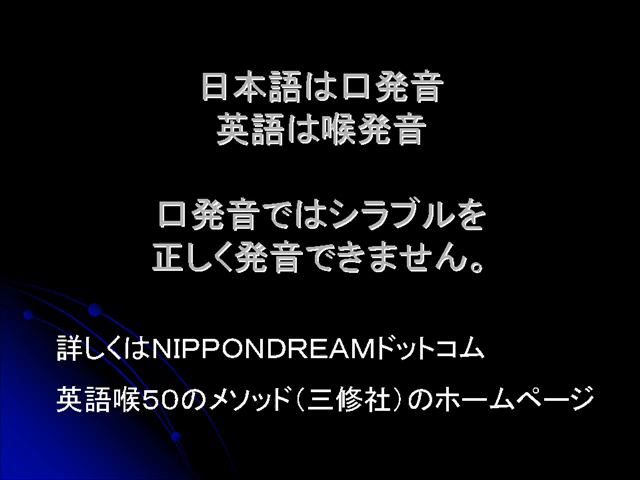 日本語は口発音
英語は喉発音
口発音ではシラブルを
正しく発音できません。
詳しくはNIPPONDREAMドットコム
英語喉50のメソッド(三修社)のホームページ